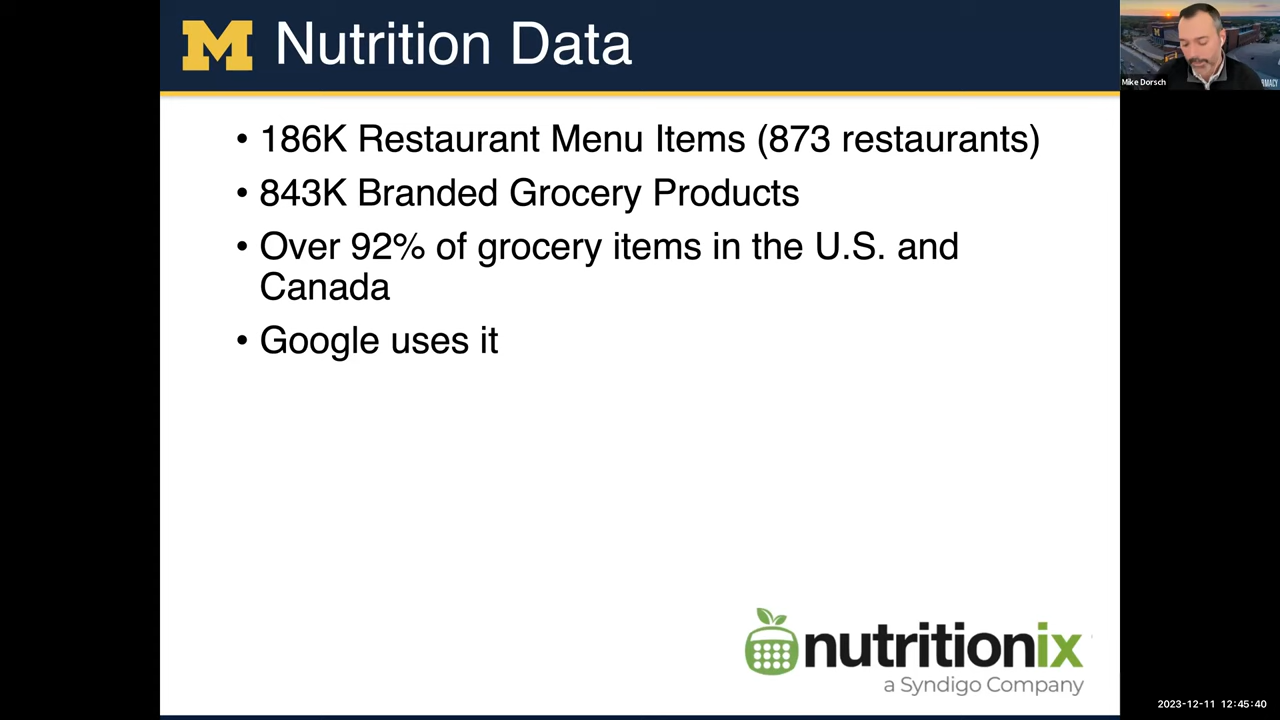 M Nutrition Data
Mike Dorsch
• 186K Restaurant Menu Items (873 restaurants)
• 843K Branded Grocery Products
• Over 92% of grocery items in the U.S. and
Canada
• Google uses it
nutritionix
a Syndigo Company
2023-12-11 12:45:40